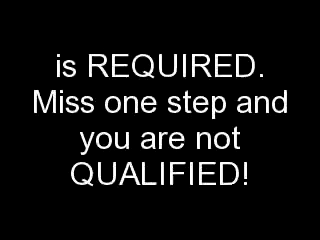 is REQUIRED.
Miss one step and
you are not
QUALIFIED!